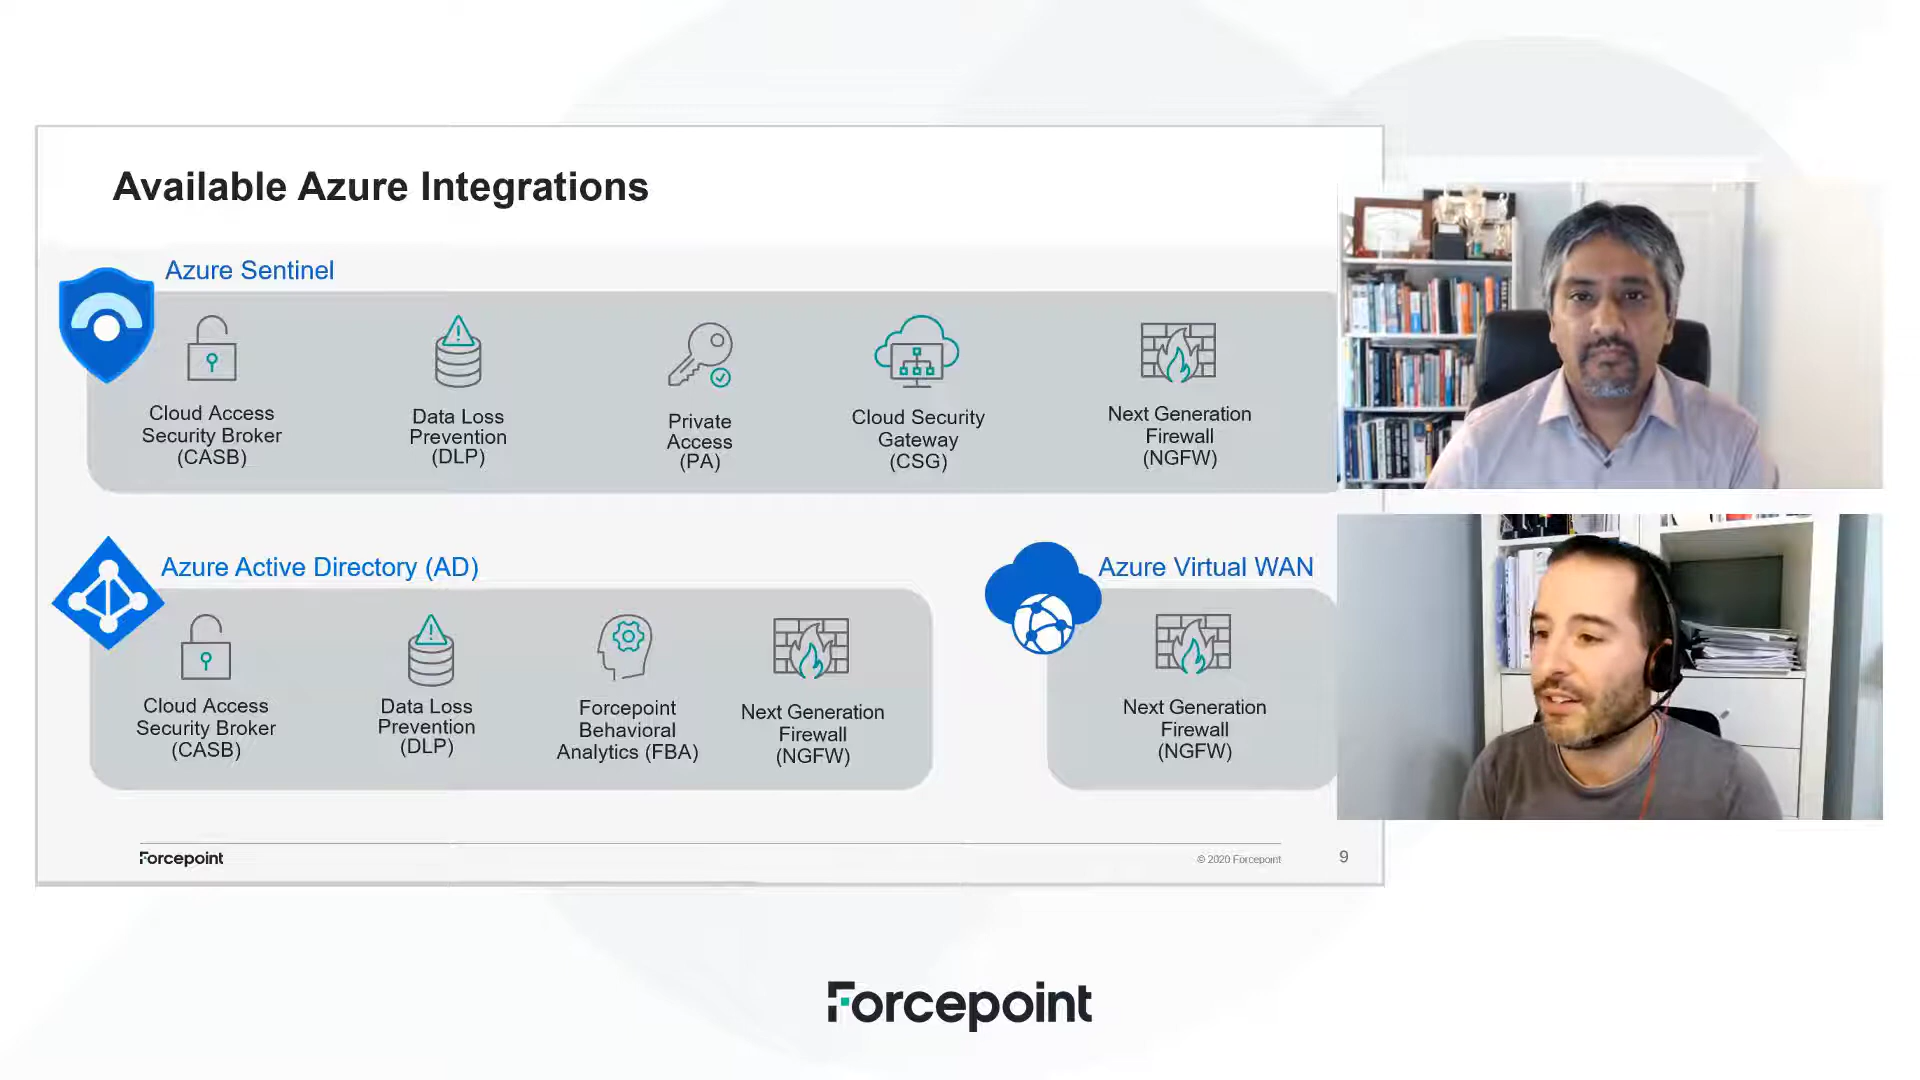 Available Azure Integrations
Azure Sentinel
Cloud Access
Security Broker
(CASB)
Data Loss
Prevention
(DLP)
Private
Access
(PA)
Cloud Security
Gateway
(CSG)
Next Generation
Firewall
(NGFW)
Azure Active Directory (AD)
Cloud Access
Security Broker
(CASB)
Data Loss
Prevention
(DLP)
Forcepoint
Behavioral
Analytics (FBA)
Next Generation
Firewall
(NGFW)
Azure Virtual WAN
Next Generation
Firewall
(NGFW)
Forcepoint
© 2020 Forcepoint
9
Forcepoint